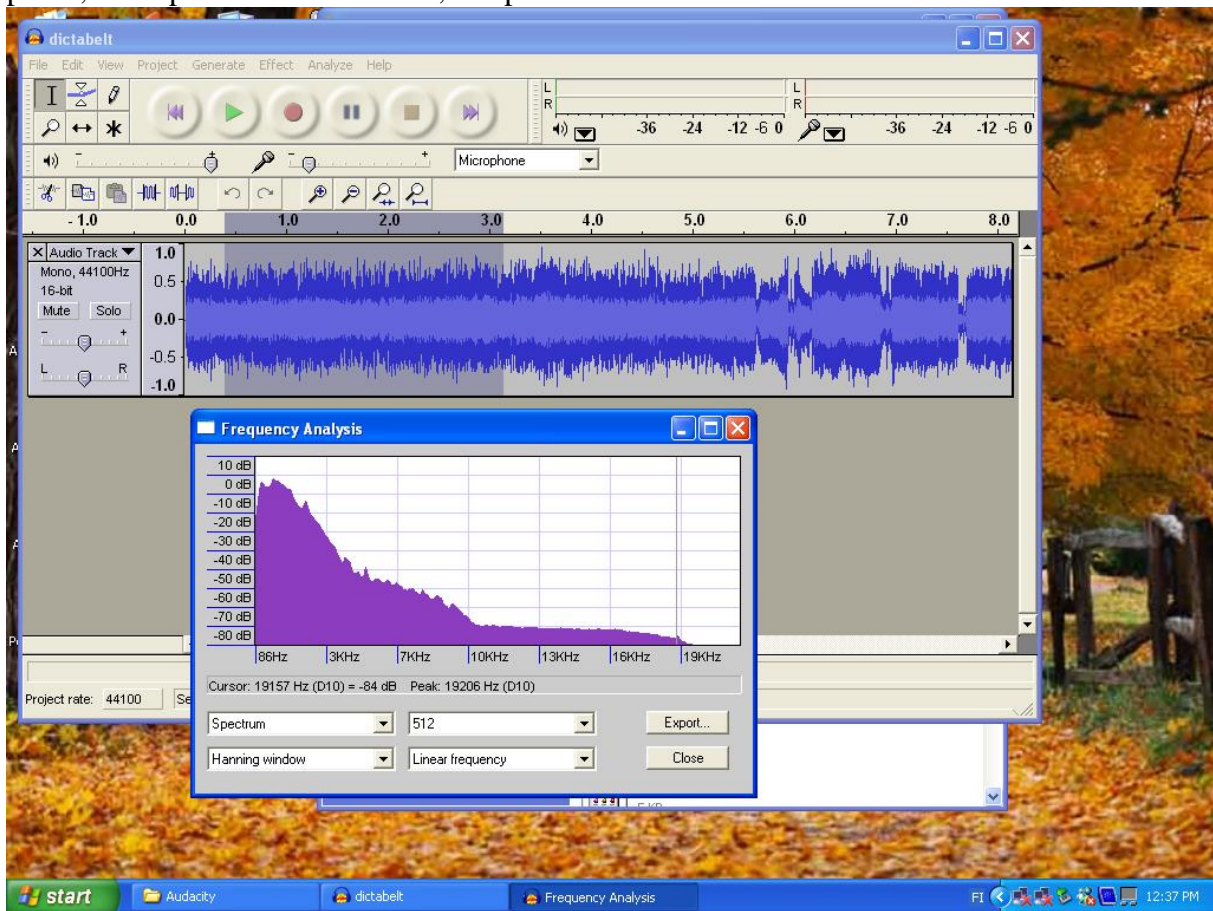 dictabelt
File Edit View Project Generate Effect Analyze Help
L
R
-36 -24 -12 -6 0
L
R
-36 -24 -12 -6 0
Microphone
- 1.0 0.0 1.0 2.0 3.0 4.0 5.0 6.0 7.0 8.0
Audio Track
Mono, 44100Hz
16-bit
Mute Solo
- +
L R
1.0
0.5
0.0
-0.5
-1.0
Frequency Analysis
10 dB
0 dB
-10 dB
-20 dB
-30 dB
-40 dB
-50 dB
-60 dB
-70 dB
-80 dB
86Hz 3KHz 7KHz 10KHz 13KHz 16KHz 19KHz
Cursor: 19157 Hz (D10) = -84 dB Peak: 19206 Hz (D10)
Spectrum 512 Export...
Hanning window Linear frequency Close
Project rate: 44100 Se
start Audacity dictabelt Frequency Analysis FI 12:37 PM